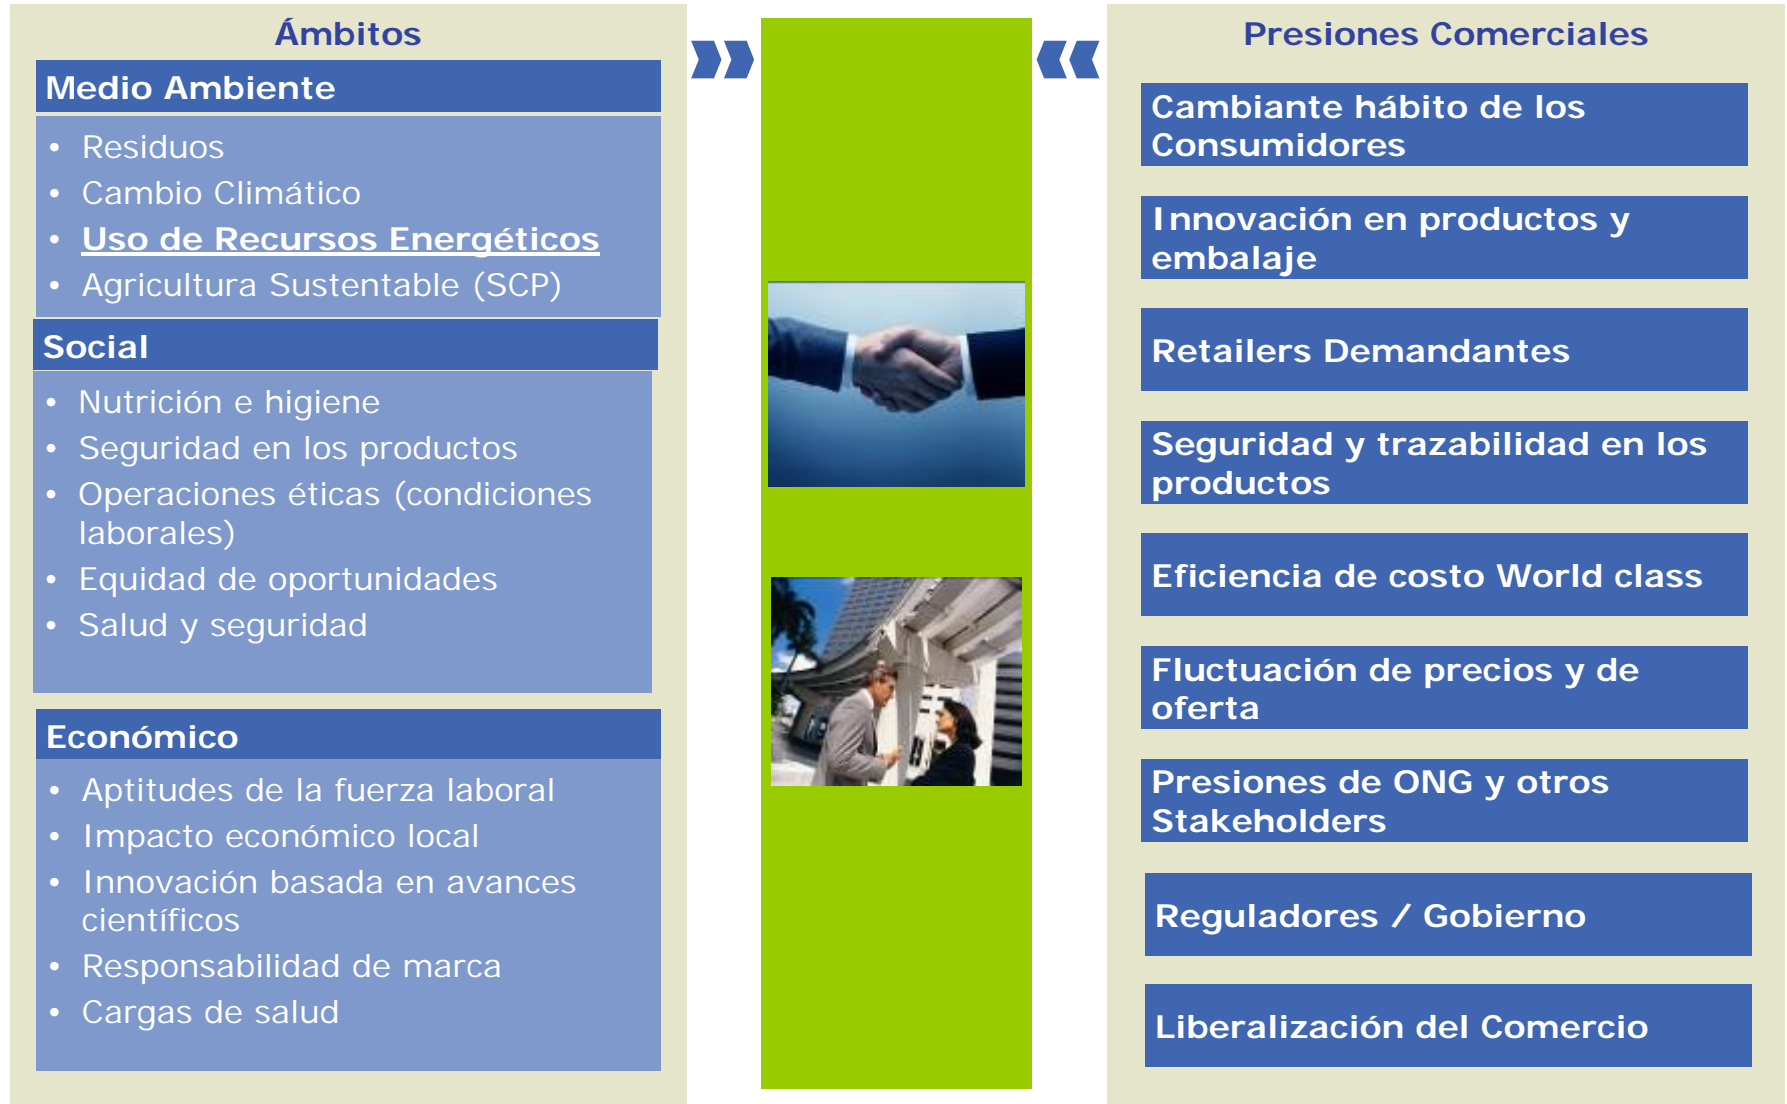 Ámbitos
Medio Ambiente
• Residuos
• Cambio Climático
• Uso de Recursos Energéticos
• Agricultura Sustentable (SCP)
Social
• Nutrición e higiene
• Seguridad en los productos
• Operaciones éticas (condiciones
laborales)
• Equidad de oportunidades
• Salud y seguridad
Económico
• Aptitudes de la fuerza laboral
• Impacto económico local
• Innovación basada en avances
científicos
• Responsabilidad de marca
• Cargas de salud
Presiones Comerciales
Cambiante hábito de los
Consumidores
Innovación en productos y
embalaje
Retailers Demandantes
Seguridad y trazabilidad en los
productos
Eficiencia de costo World class
Fluctuación de precios y de
oferta
Presiones de ONG y otros
Stakeholders
Reguladores / Gobierno
Liberalización del Comercio